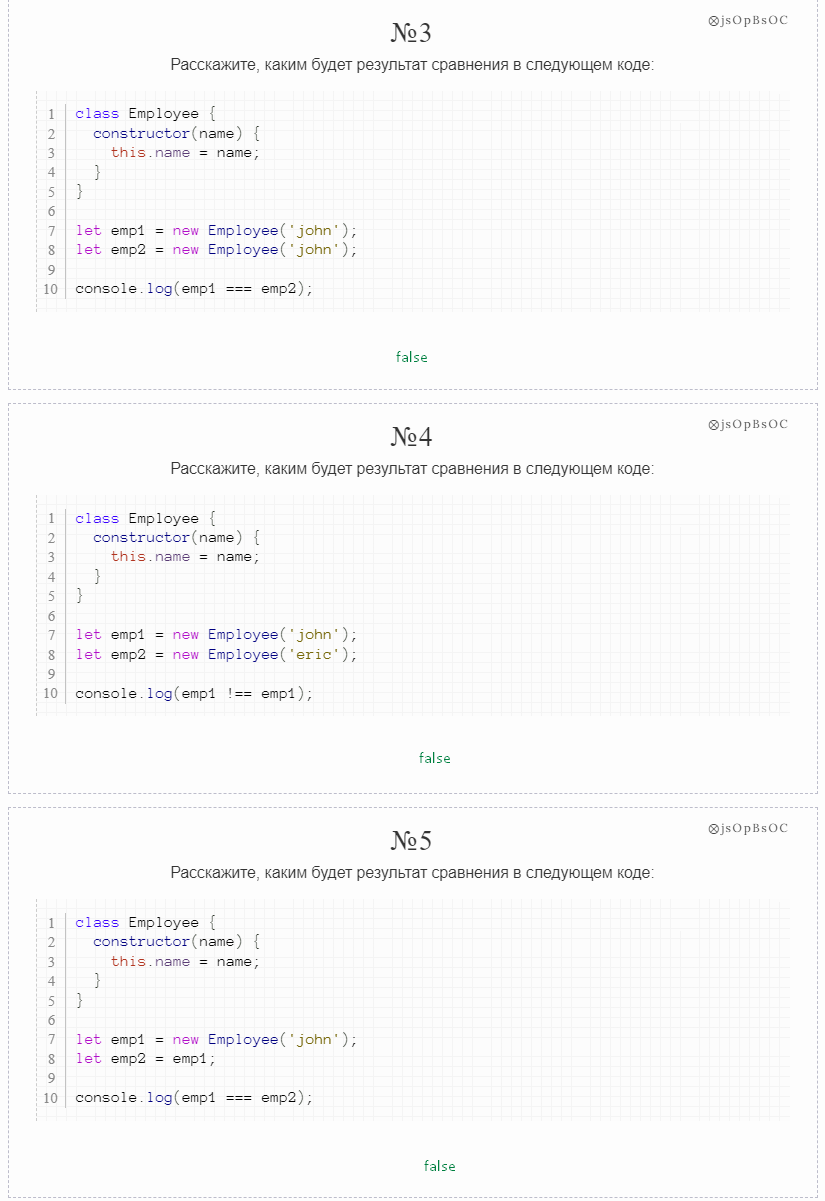 №3
⊗jsOpBsOC
Расскажите, каким будет результат сравнения в следующем коде:
1 class Employee {
2   constructor(name) {
3     this.name = name;
4   }
5 }
6
7 let emp1 = new Employee('john');
8 let emp2 = new Employee('john');
9
10 console.log(emp1 === emp2);
false
№4
⊗jsOpBsOC
Расскажите, каким будет результат сравнения в следующем коде:
1 class Employee {
2   constructor(name) {
3     this.name = name;
4   }
5 }
6
7 let emp1 = new Employee('john');
8 let emp2 = new Employee('eric');
9
10 console.log(emp1 !== emp1);
false
№5
⊗jsOpBsOC
Расскажите, каким будет результат сравнения в следующем коде:
1 class Employee {
2   constructor(name) {
3     this.name = name;
4   }
5 }
6
7 let emp1 = new Employee('john');
8 let emp2 = emp1;
9
10 console.log(emp1 === emp2);
false